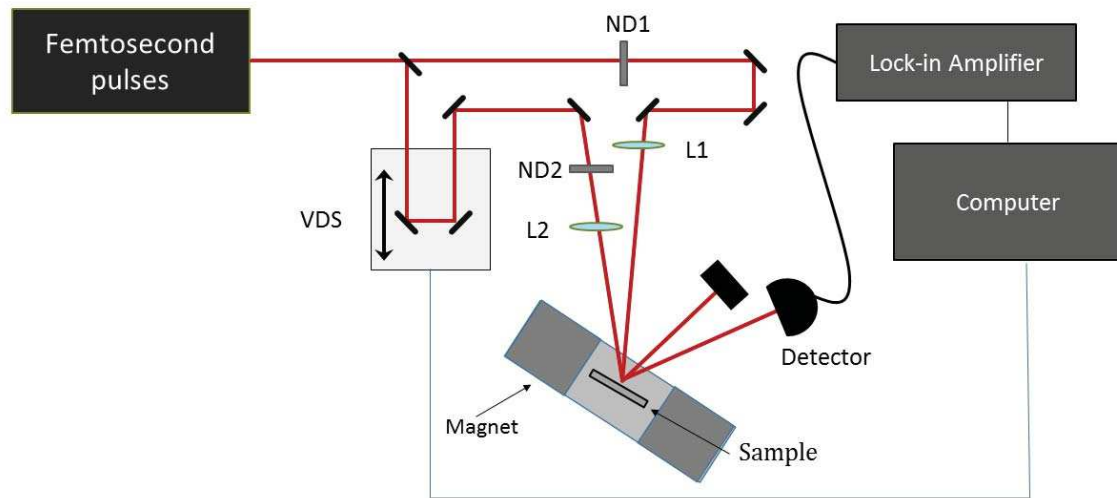 Femtosecond
pulses
ND1
Lock-in Amplifier
L1
ND2
VDS
L2
Computer
Detector
Magnet
Sample